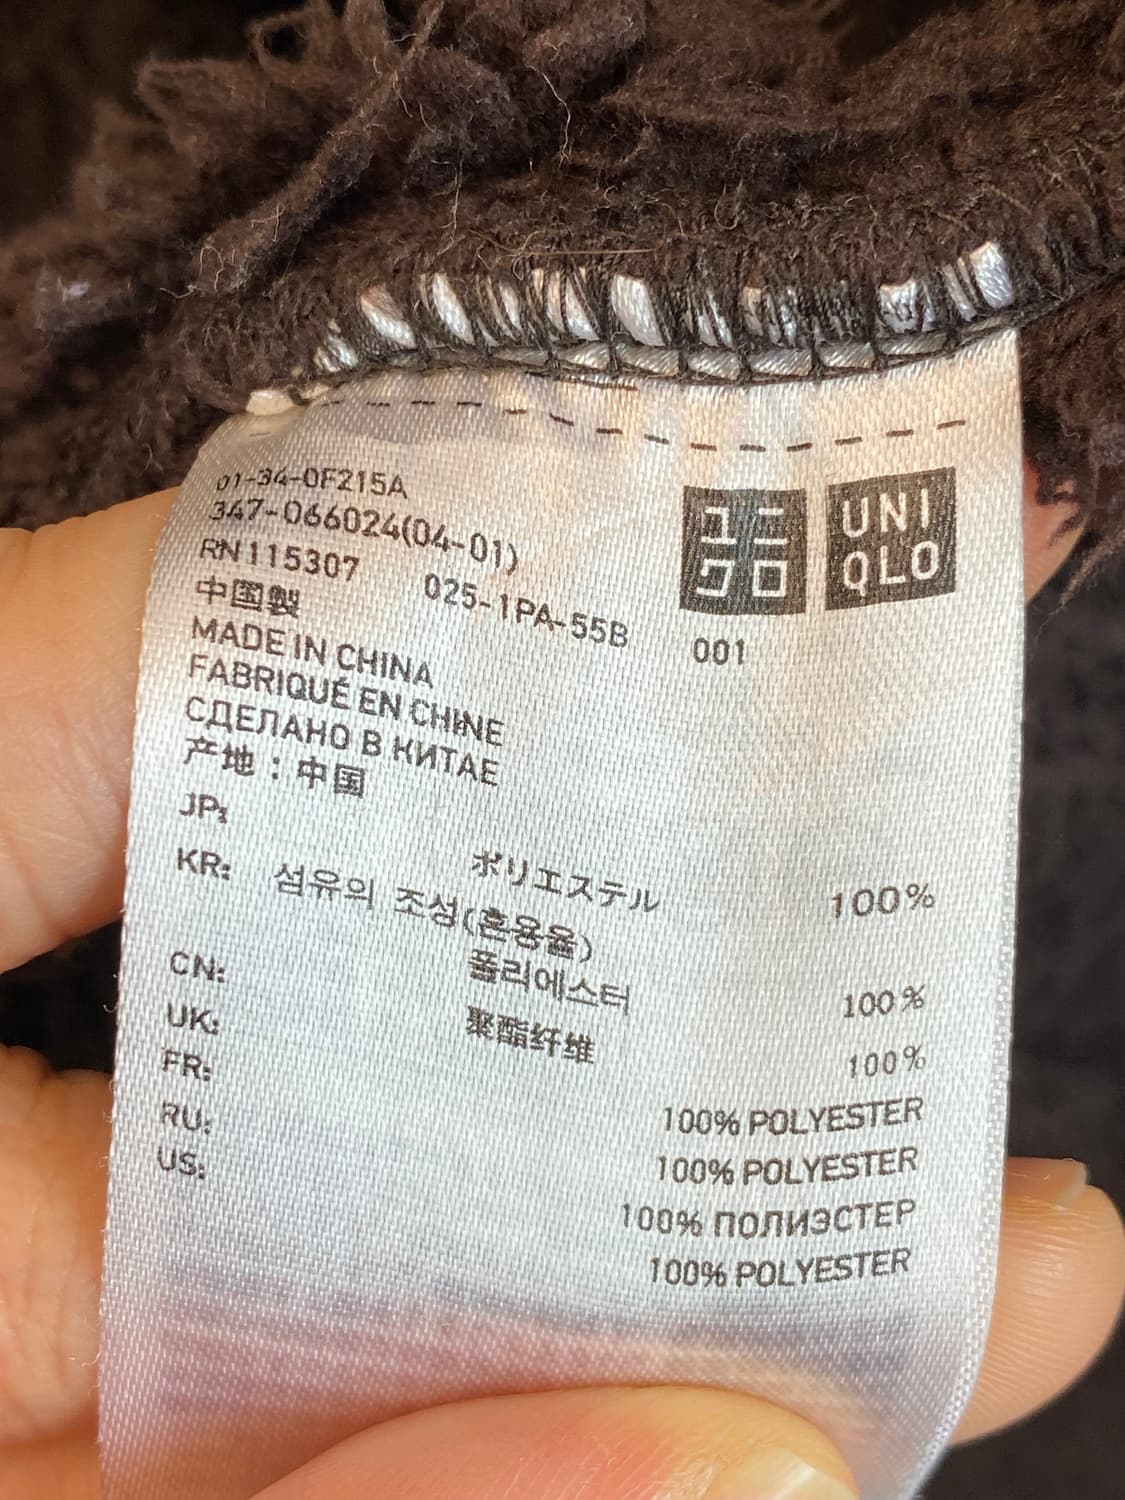 01-34-0F215A
347-066024(04-01)
RN115307 025-1PA-55B
ユニ
クロ
UNI
QLO
001
中国製
MADE IN CHINA
FABRIQUÉ EN CHINE
СДЕЛАНО В КИТАЕ
产地：中国
JP: ポリエステル 100%
KR: 섬유의 조성(혼용율)
폴리에스터 100%
CN: 聚酯纤维 100%
UK: 100% POLYESTER
FR: 100% POLYESTER
RU: 100% ПОЛИЭСТЕР
US: 100% POLYESTER